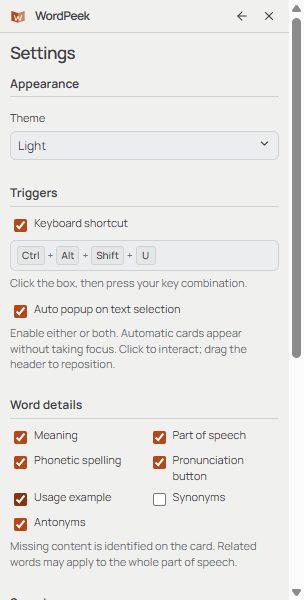 WordPeek
Settings
Appearance
Theme
Light
Triggers
Keyboard shortcut
Ctrl + Alt + Shift + U
Click the box, then press your key combination.
Auto popup on text selection
Enable either or both. Automatic cards appear
without taking focus. Click to interact; drag the
header to reposition.
Word details
Meaning
Part of speech
Phonetic spelling
Pronunciation
button
Usage example
Synonyms
Antonyms
Missing content is identified on the card. Related
words may apply to the whole part of speech.